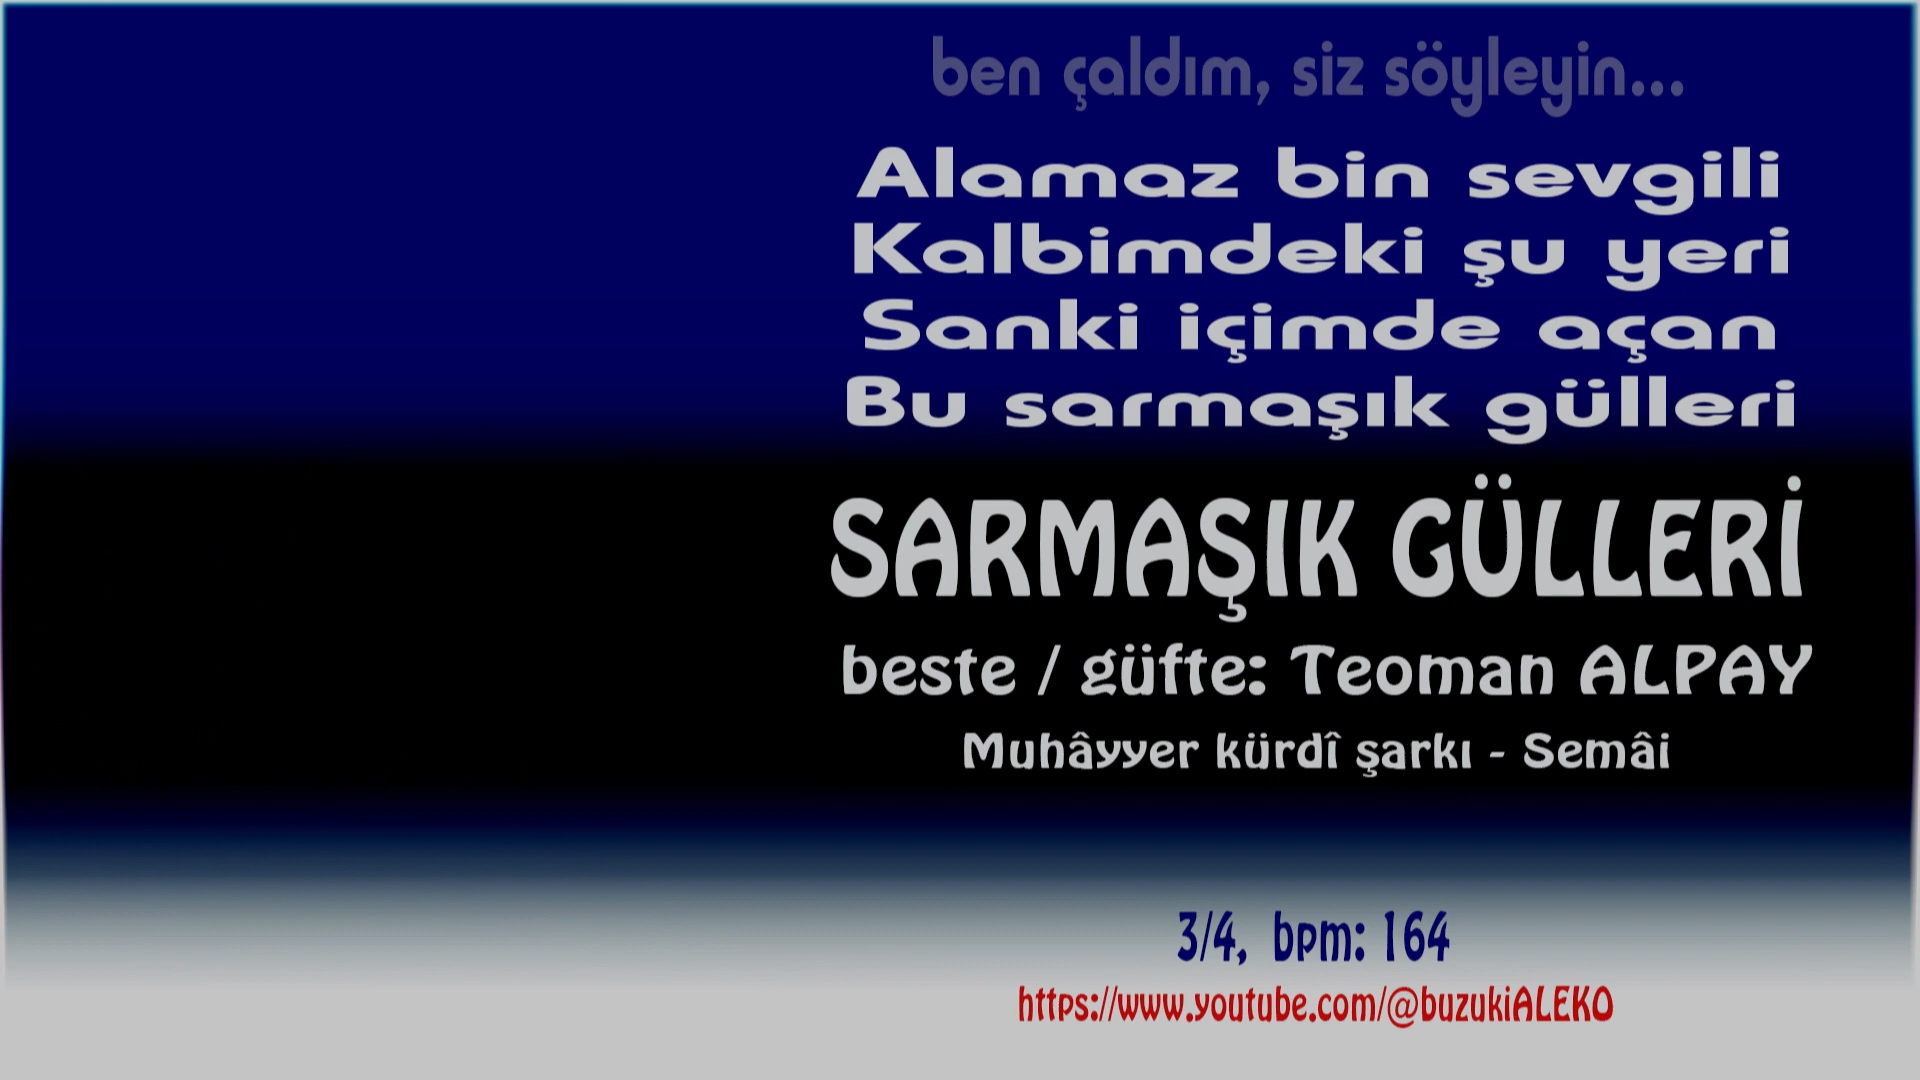 ben çaldım, siz söyleyin...
Alamaz bin sevgili
Kalbimdeki şu yeri
Sanki içimde açan
Bu sarmaşık gülleri
SARMAŞIK GÜLLERİ
beste / güfte: Teoman ALPAY
Muhâyyer kürdî şarkı - Semâi
3/4, bpm: 164
https://www.youtube.com/@buzukiALEKO